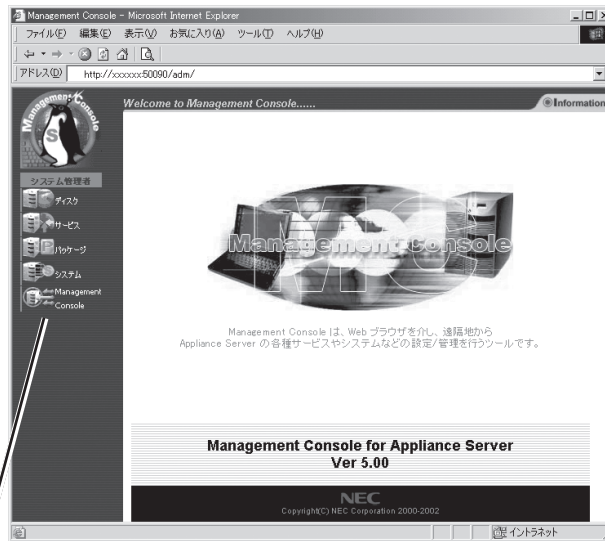 Management Console - Microsoft Internet Explorer
ファイル(F) 編集(E) 表示(V) お気に入り(A) ツール(T) ヘルプ(H)
アドレス(D) http://xxxxxx:50090/adm/
Management Console
S
Welcome to Management Console......
Information
システム管理者
ディスク
サービス
パッケージ
システム
Management
Console
MC
Management Console
Management Console は、Web ブラウザを介し、遠隔地から
Appliance Server の各種サービスやシステムなどの設定/管理を行うツールです。
Management Console for Appliance Server
Ver 5.00
NEC
Copyright(C) NEC Corporation 2000-2002
イントラネット